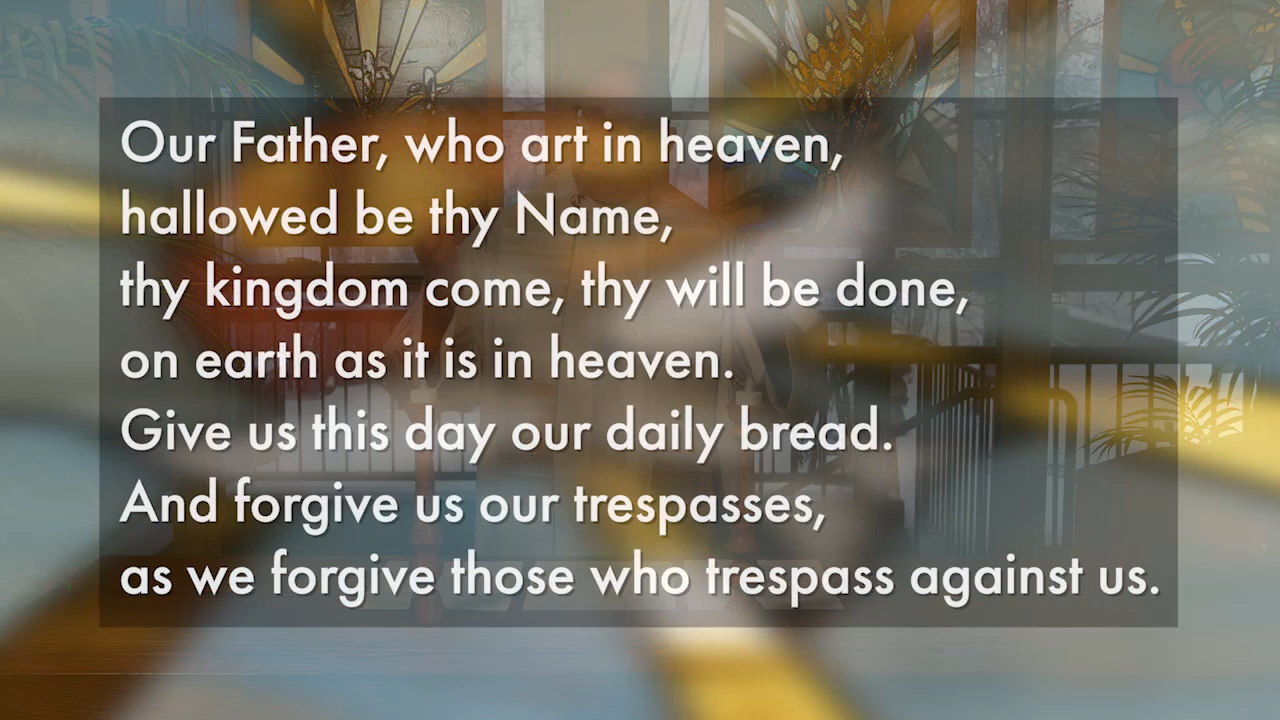 Our Father, who art in heaven,
hallowed be thy Name,
thy kingdom come, thy will be done,
on earth as it is in heaven.
Give us this day our daily bread.
And forgive us our trespasses,
as we forgive those who trespass against us.